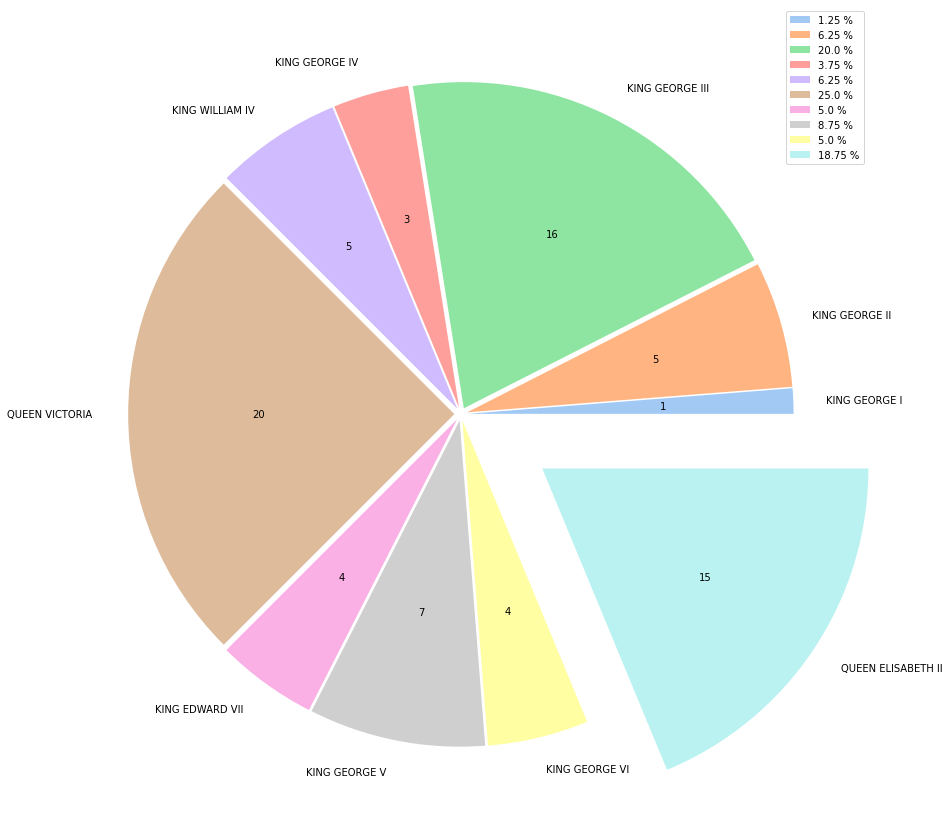 1.25 %
6.25 %
20.0 %
3.75 %
6.25 %
25.0 %
5.0 %
8.75 %
5.0 %
18.75 %
KING GEORGE IV
KING GEORGE III
KING WILLIAM IV
3
16
5
KING GEORGE II
5
KING GEORGE I
1
QUEEN VICTORIA
20
4
7
4
15
QUEEN ELISABETH II
KING EDWARD VII
KING GEORGE V
KING GEORGE VI